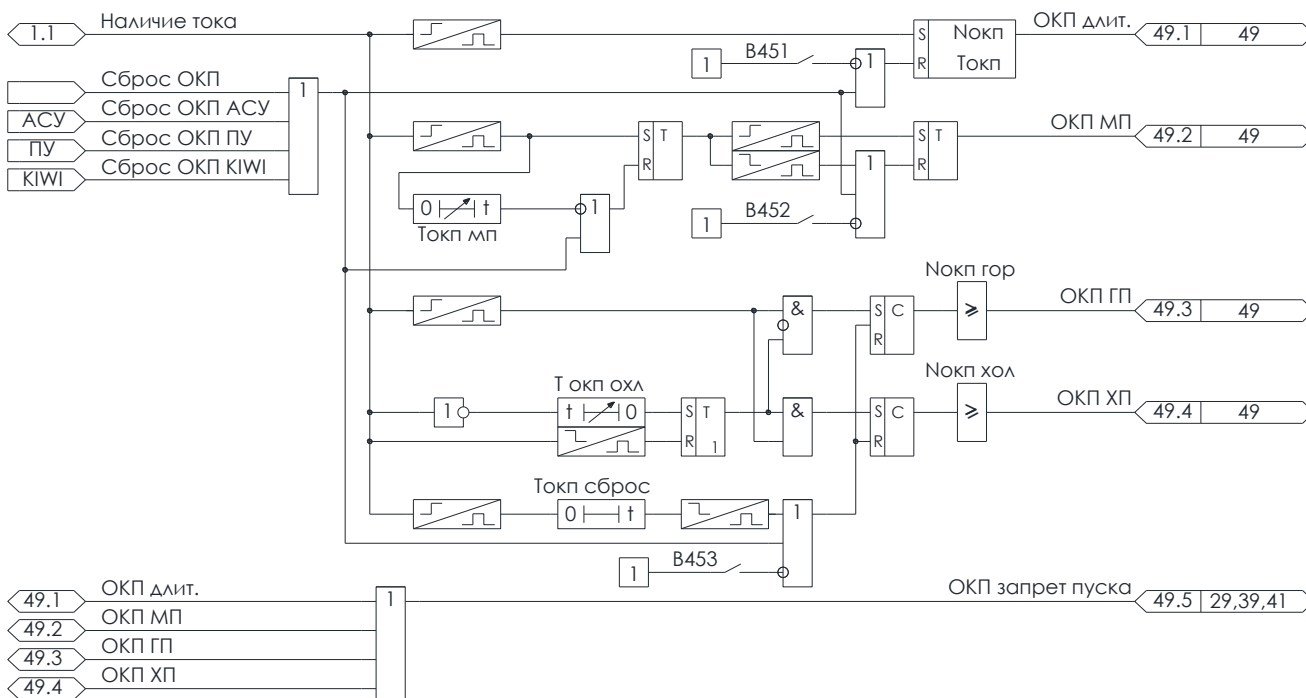 1.1 Наличие тока
S Nокп
R Токп
ОКП длит. 49.1 49
1 В451 1
Сброс ОКП
АСУ Сброс ОКП АСУ
ПУ Сброс ОКП ПУ
KIWI Сброс ОКП KIWI
1
S T
R
S T
R
ОКП МП 49.2 49
0 t
Токп мп
1
1
1 В452
Nокп гор
&
S C
R
⩾
ОКП ГП 49.3 49
Nокп хол
1
Т окп охл
t 0
S T
R 1
&
S C
R
⩾
ОКП ХП 49.4 49
Токп сброс
0 t
1
1 В453
49.1 ОКП длит.
49.2 ОКП МП
49.3 ОКП ГП
49.4 ОКП ХП
1
ОКП запрет пуска 49.5 29,39,41